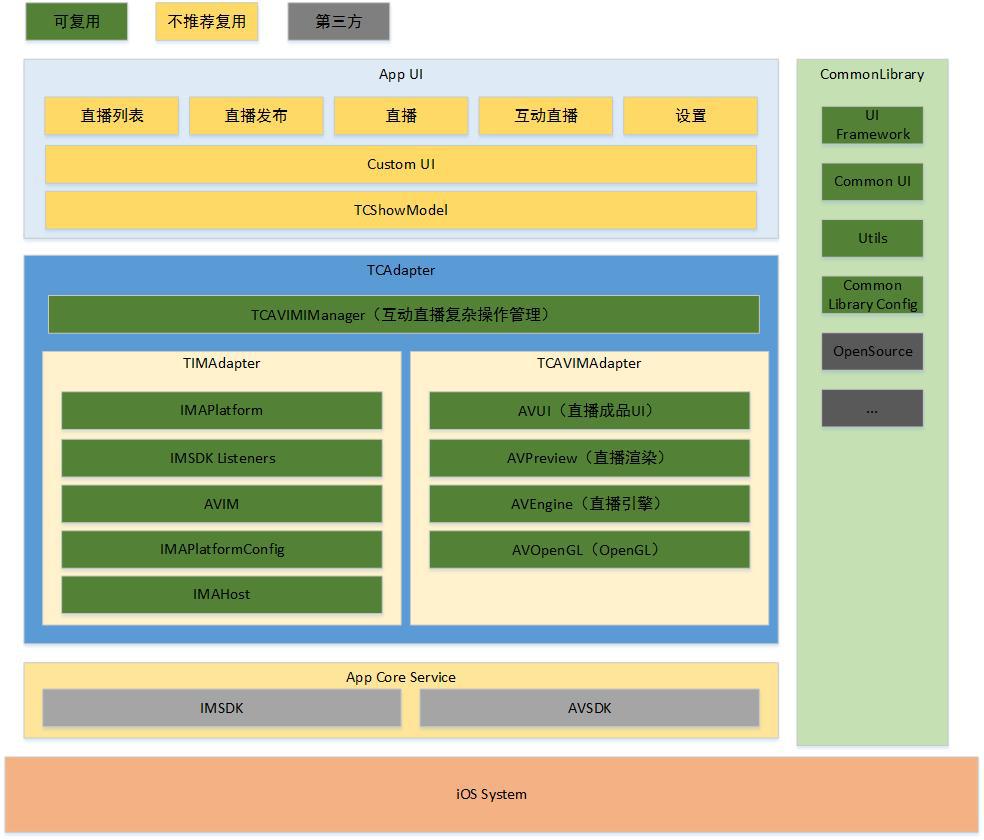 可复用
不推荐复用
第三方
App UI
直播列表
直播发布
直播
互动直播
设置
Custom UI
TCShowModel
TCAdapter
TCAVIMIManager（互动直播复杂操作管理）
TIMAdapter
IMAPlatform
IMSDK Listeners
AVIM
IMAPlatformConfig
IMAHost
TCAVIMAdapter
AVUI（直播成品UI）
AVPreview（直播渲染）
AVEngine（直播引擎）
AVOpenGL（OpenGL）
App Core Service
IMSDK
AVSDK
CommonLibrary
UI
Framework
Common UI
Utils
Common
Library Config
OpenSource
...
iOS System